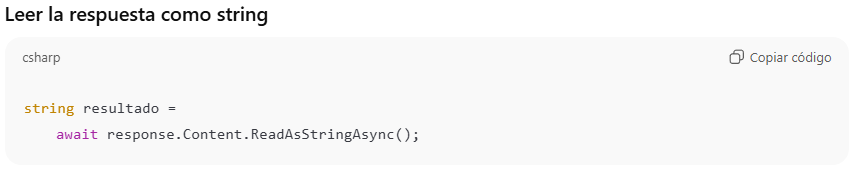 Leer la respuesta como string
csharp
Copiar código
string resultado =
    await response.Content.ReadAsStringAsync();